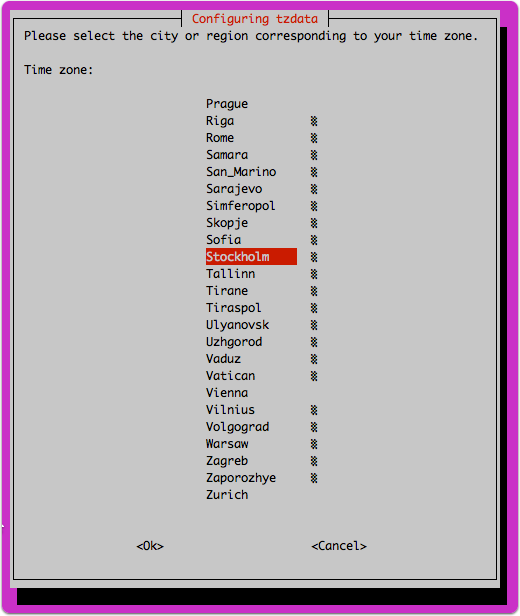 Configuring tzdata
Please select the city or region corresponding to your time zone.
Time zone:
Prague
Riga
Rome
Samara
San_Marino
Sarajevo
Simferopol
Skopje
Sofia
Stockholm
Tallinn
Tirane
Tiraspol
Ulyanovsk
Uzhgorod
Vaduz
Vatican
Vienna
Vilnius
Volgograd
Warsaw
Zagreb
Zaporozhye
Zurich
<Ok> <Cancel>